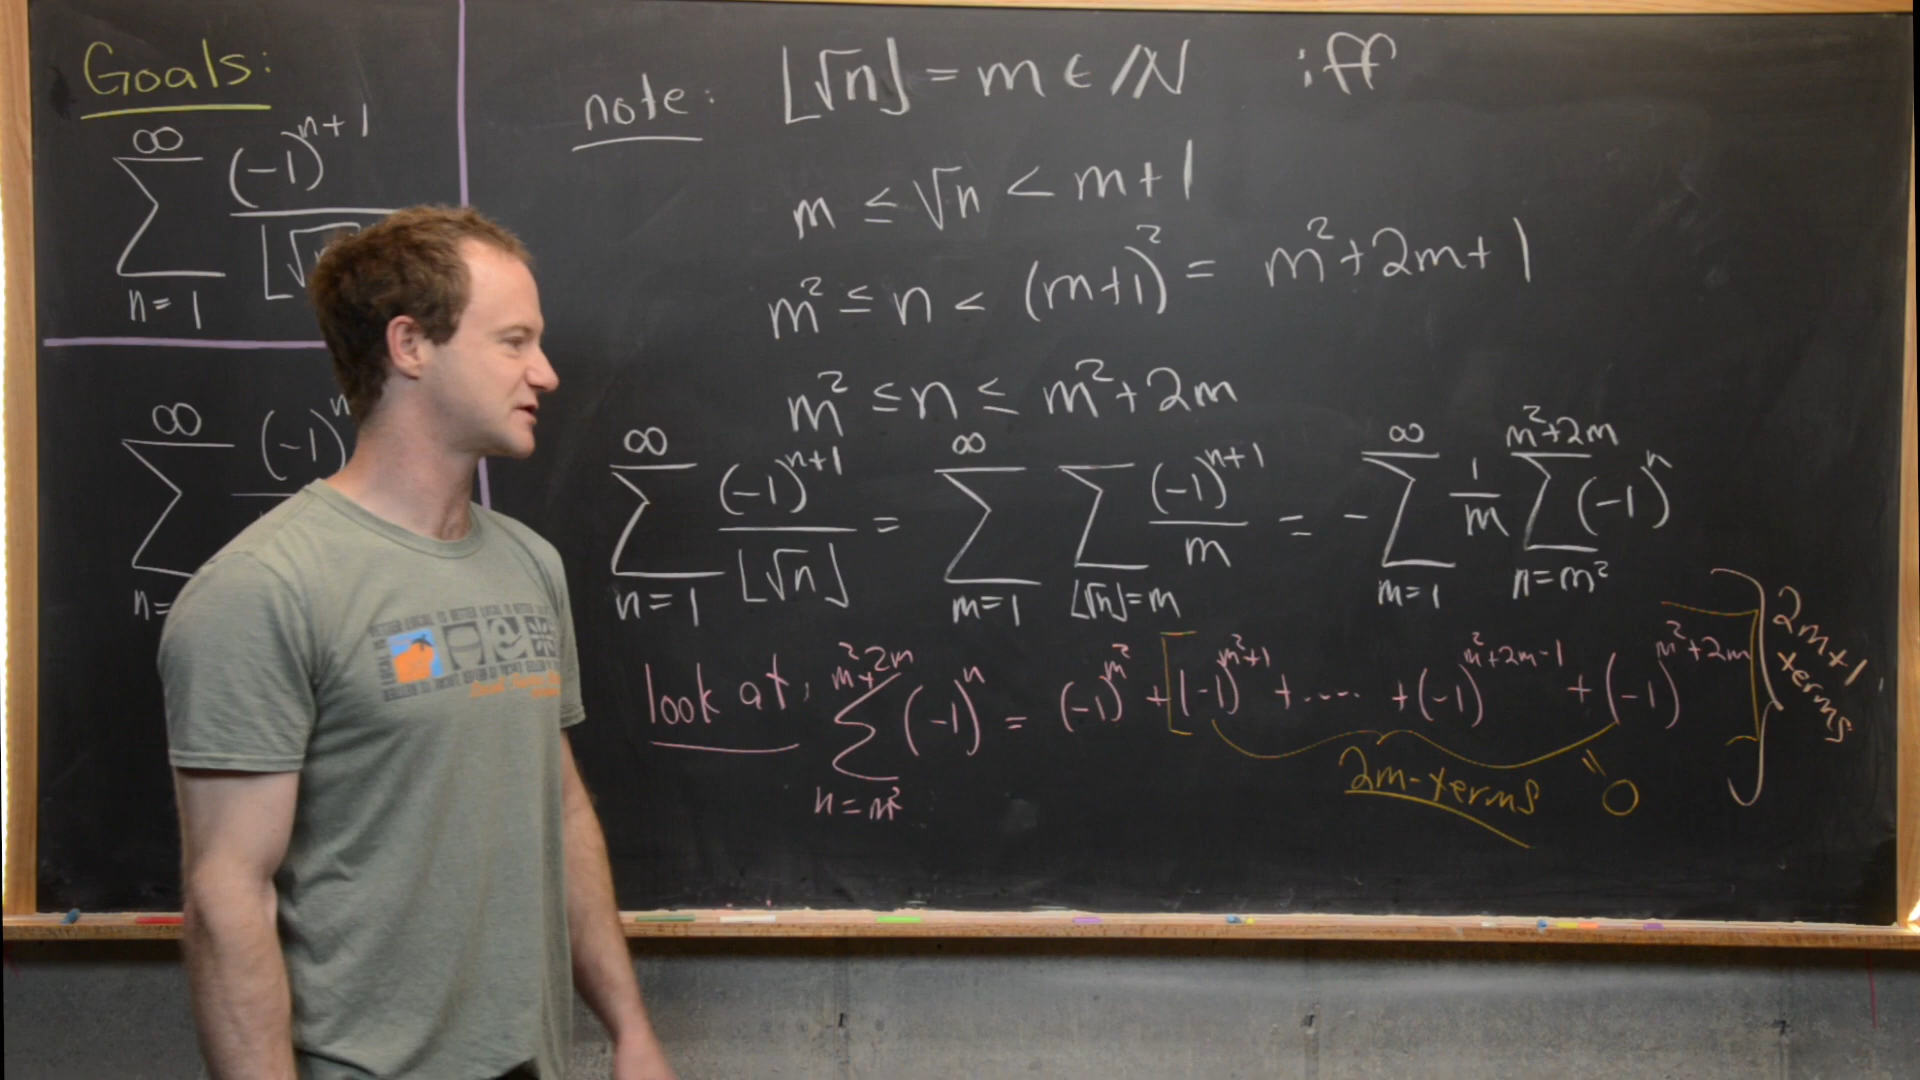 Goals:
∞
∑ (-1)^{n+1} / ⌊√
n=1
∞
∑ (-1)^n
n=
note: ⌊√n⌋ = m ∈ ℕ iff
m ≤ √n < m+1
m² ≤ n < (m+1)² = m²+2m+1
m² ≤ n ≤ m²+2m
∑_{n=1}^{∞} (-1)^{n+1} / ⌊√n⌋ = ∑_{m=1}^{∞} ∑_{⌊√n⌋=m} (-1)^{n+1} / m = - ∑_{m=1}^{∞} 1/m ∑_{n=m²}^{m²+2m} (-1)^n
look at: ∑_{n=m²}^{m²+2m} (-1)^n = (-1)^{m²} + [(-1)^{m²+1} + ···· + (-1)^{m²+2m-1} + (-1)^{m²+2m}]
2m+1 terms
2m-terms = 0